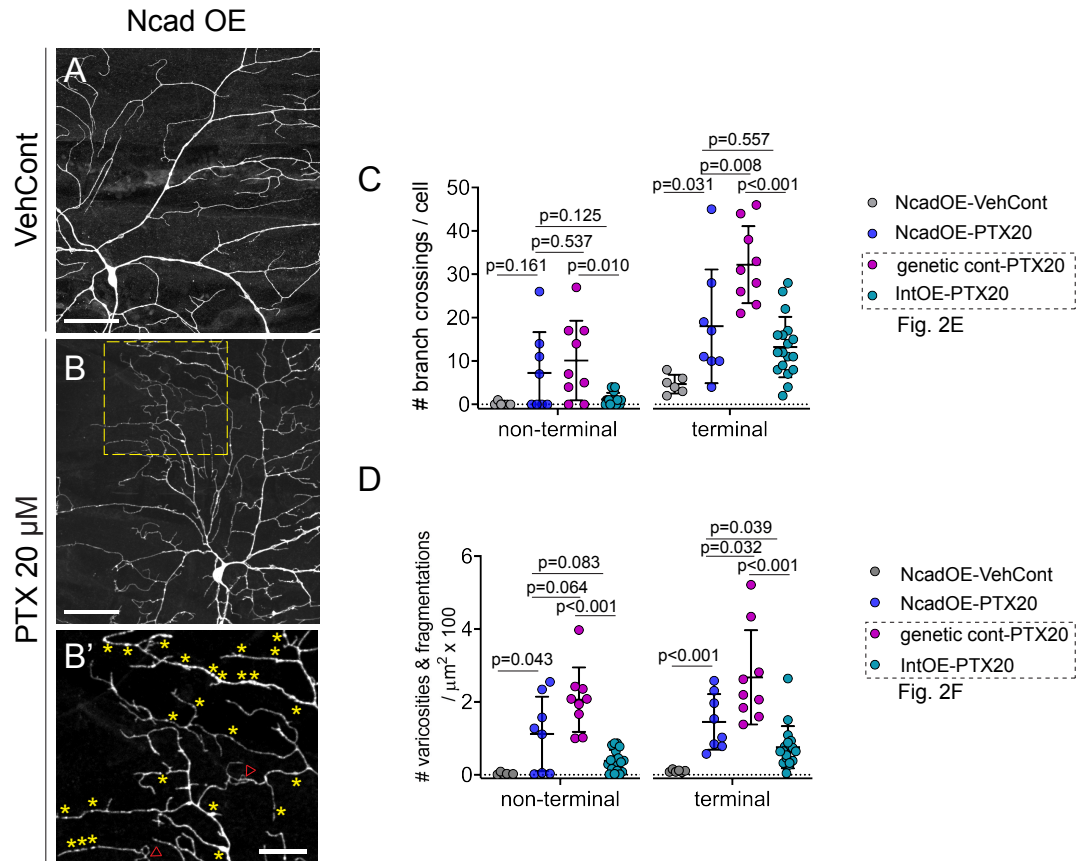 Ncad OE
VehCont
PTX 20 µM
A
B
B’
********************
C
# branch crossings / cell
50
40
30
20
10
0
p=0.161
p=0.537
p=0.125
p=0.010
p=0.031
p=0.008
p=0.557
p<0.001
non-terminal
terminal
NcadOE-VehCont
NcadOE-PTX20
genetic cont-PTX20
IntOE-PTX20
Fig. 2E
D
# varicosities & fragmentations
/ µm² x 100
6
4
2
0
p=0.043
p=0.064
p=0.083
p<0.001
p<0.001
p=0.032
p=0.039
p<0.001
non-terminal
terminal
NcadOE-VehCont
NcadOE-PTX20
genetic cont-PTX20
IntOE-PTX20
Fig. 2F